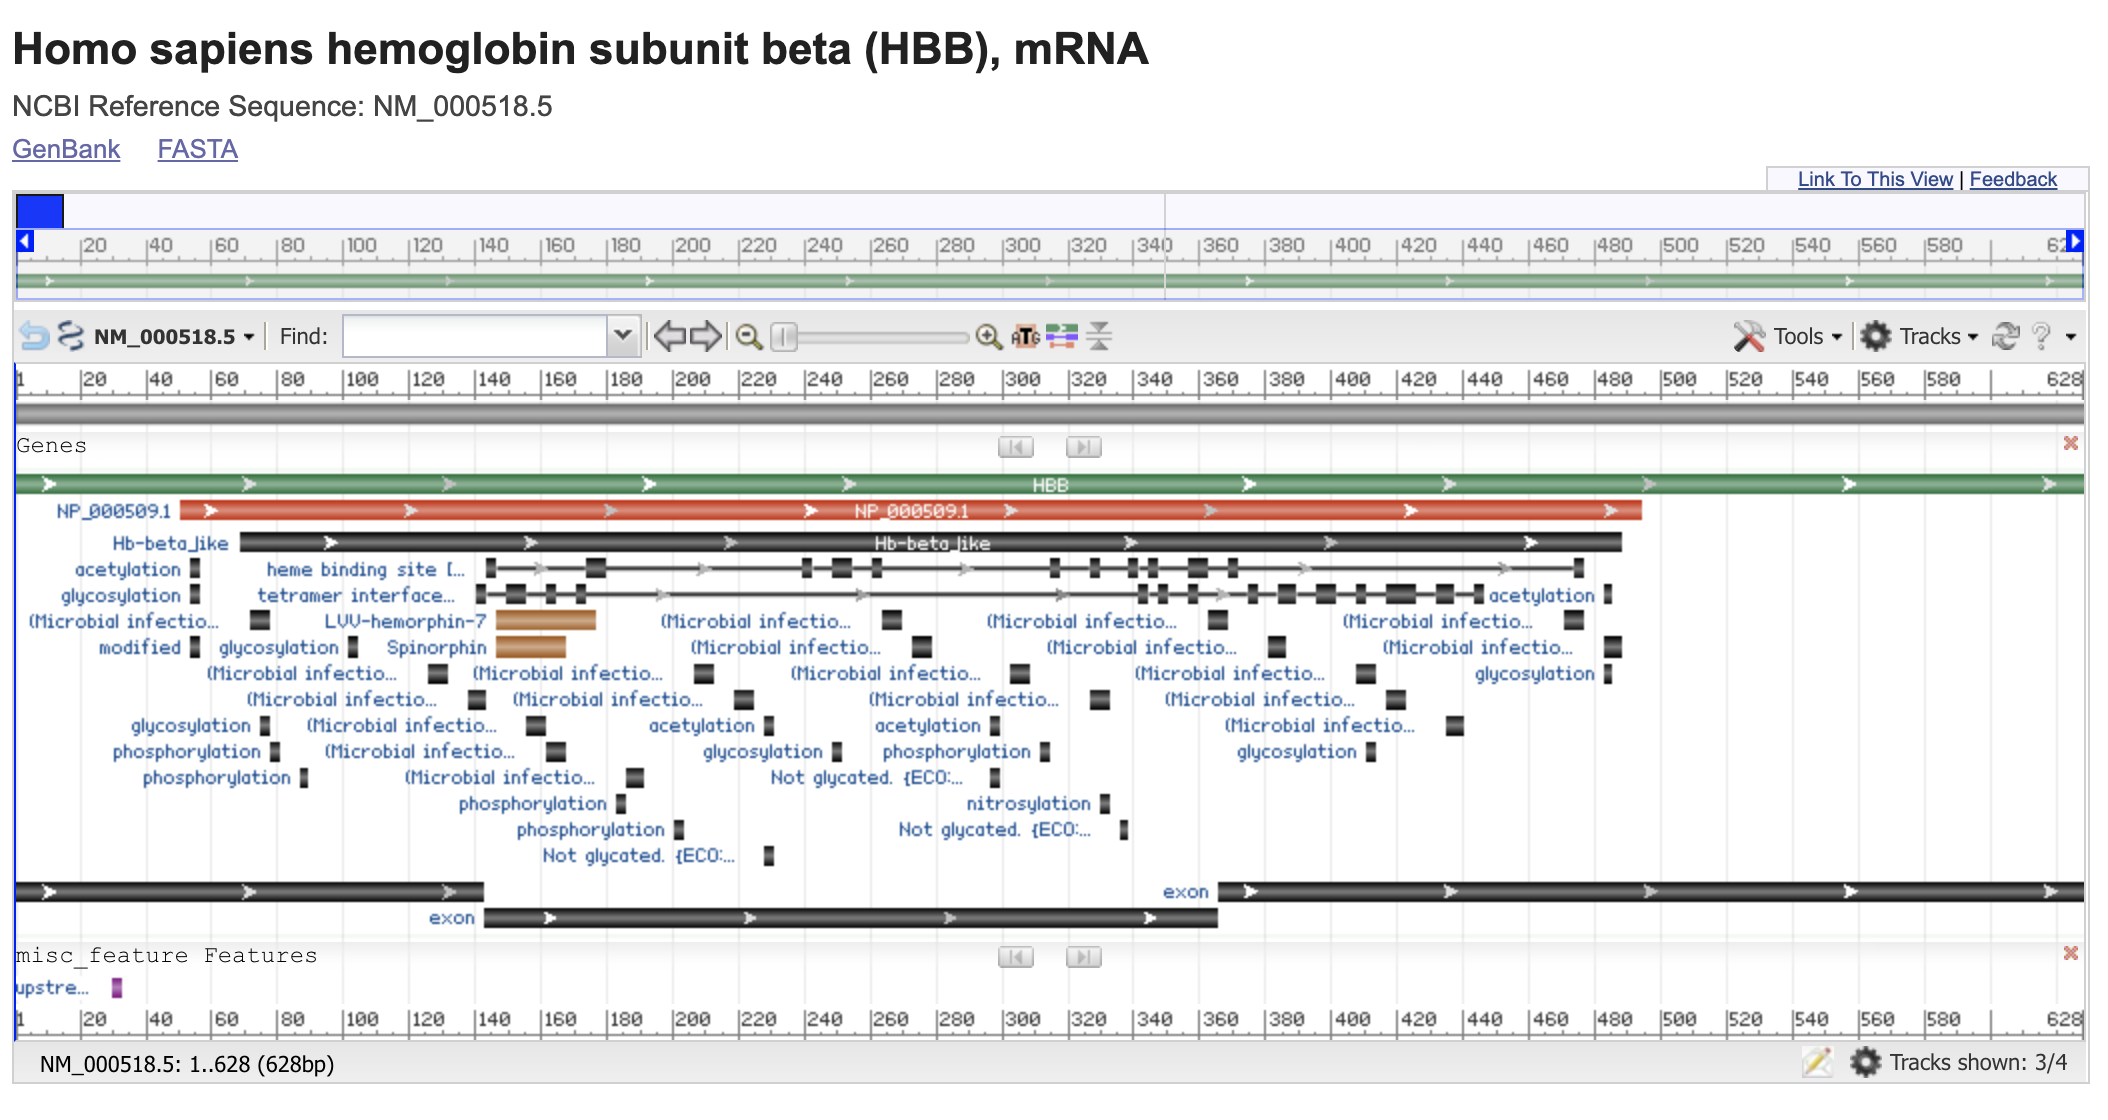 Homo sapiens hemoglobin subunit beta (HBB), mRNA
NCBI Reference Sequence: NM_000518.5
GenBank FASTA
Link To This View | Feedback
20 40 60 80 100 120 140 160 180 200 220 240 260 280 300 320 340 360 380 400 420 440 460 480 500 520 540 560 580
NM_000518.5 Find: ATG Tools Tracks ?
1 20 40 60 80 100 120 140 160 180 200 220 240 260 280 300 320 340 360 380 400 420 440 460 480 500 520 540 560 580 628
Genes
HBB
NP_000509.1 NP_000509.1
Hb-beta_like Hb-beta_like
acetylation heme binding site [...
glycosylation tetramer interface... acetylation
(Microbial infectio... LVV-hemorphin-7 (Microbial infectio... (Microbial infectio... (Microbial infectio...
modified glycosylation Spinorphin (Microbial infectio... (Microbial infectio... (Microbial infectio...
(Microbial infectio... (Microbial infectio... (Microbial infectio... (Microbial infectio... glycosylation
(Microbial infectio... (Microbial infectio... (Microbial infectio... (Microbial infectio...
glycosylation (Microbial infectio... acetylation acetylation (Microbial infectio...
phosphorylation (Microbial infectio... glycosylation phosphorylation glycosylation
phosphorylation (Microbial infectio... Not glycated. {ECO:...
phosphorylation nitrosylation
phosphorylation Not glycated. {ECO:...
Not glycated. {ECO:...
exon
exon
misc_feature Features
upstre...
1 20 40 60 80 100 120 140 160 180 200 220 240 260 280 300 320 340 360 380 400 420 440 460 480 500 520 540 560 580 628
NM_000518.5: 1..628 (628bp) Tracks shown: 3/4